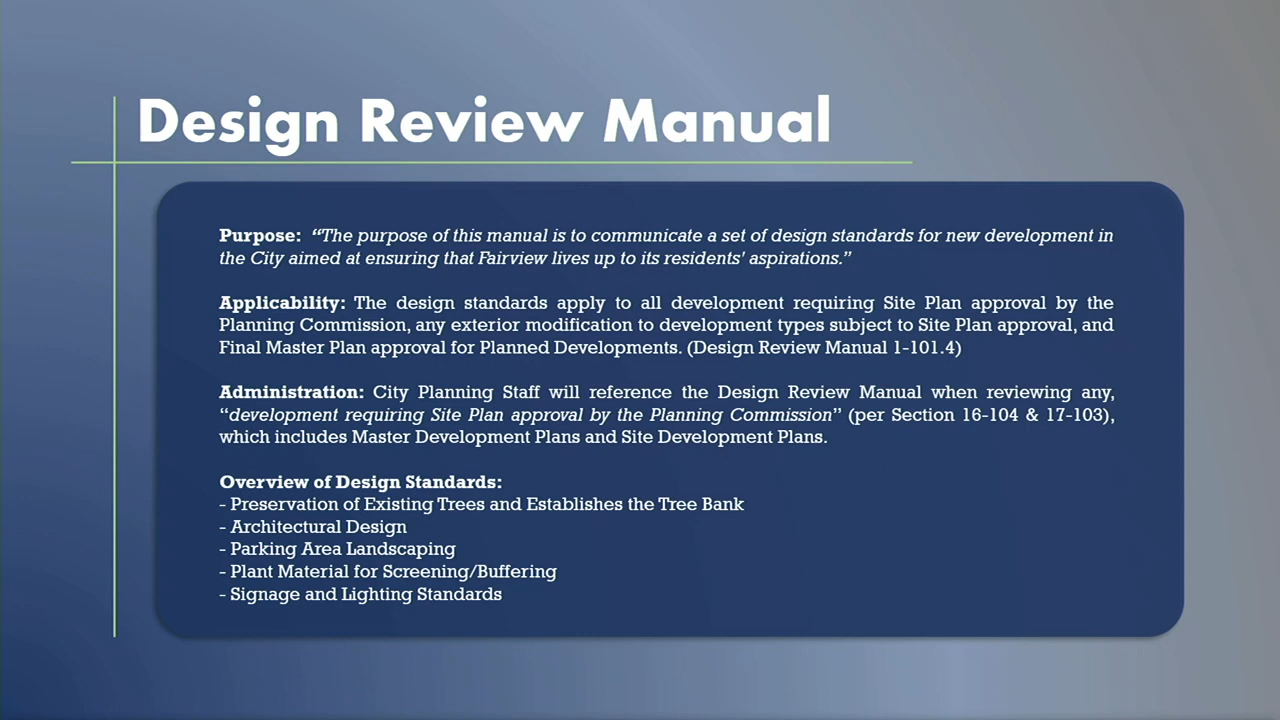 Design Review Manual
Purpose: “The purpose of this manual is to communicate a set of design standards for new development in
the City aimed at ensuring that Fairview lives up to its residents' aspirations.”
Applicability: The design standards apply to all development requiring Site Plan approval by the
Planning Commission, any exterior modification to development types subject to Site Plan approval, and
Final Master Plan approval for Planned Developments. (Design Review Manual 1-101.4)
Administration: City Planning Staff will reference the Design Review Manual when reviewing any,
“development requiring Site Plan approval by the Planning Commission” (per Section 16-104 & 17-103),
which includes Master Development Plans and Site Development Plans.
Overview of Design Standards:
- Preservation of Existing Trees and Establishes the Tree Bank
- Architectural Design
- Parking Area Landscaping
- Plant Material for Screening/Buffering
- Signage and Lighting Standards